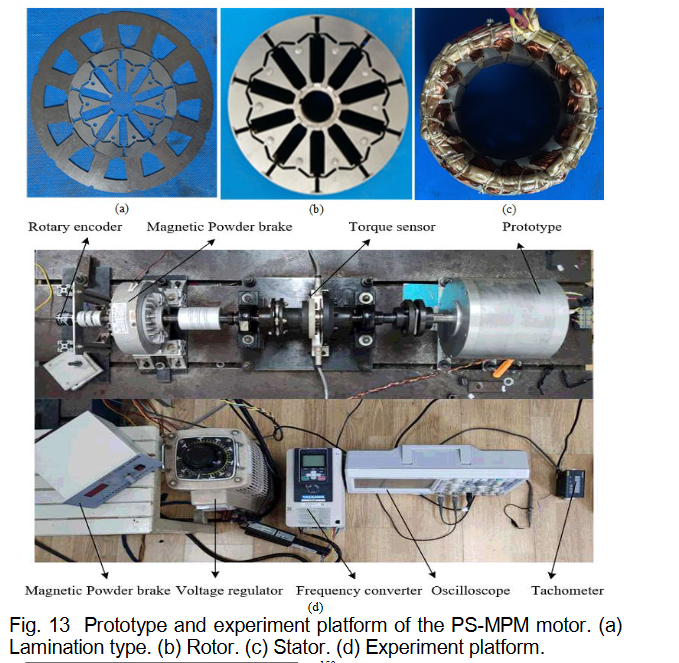 (a)
(b)
(c)
Rotary encoder
Magnetic Powder brake
Torque sensor
Prototype
Magnetic Powder brake
Voltage regulator
Frequency converter
Oscilloscope
Tachometer
(d)
Fig. 13 Prototype and experiment platform of the PS-MPM motor. (a)
Lamination type. (b) Rotor. (c) Stator. (d) Experiment platform.